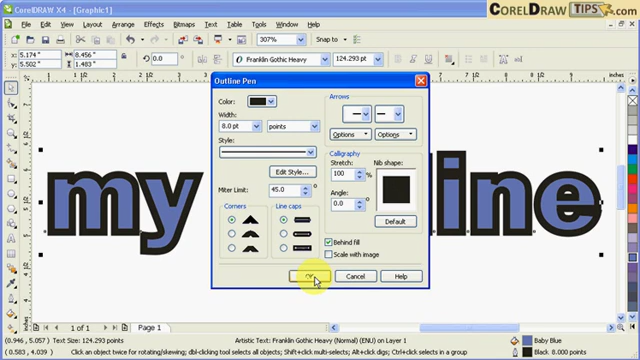 CorelDRAW X4 - [Graphic1]
CORELDRAW TIPS.com
File Edit View Layout Arrange Effects Bitmaps Text Table Tools Window Help
307% Snap to
x: 5.174 " 8.456 " 0.0 ° Franklin Gothic Heavy 124.293 pt
y: 5.502 " 1.483 "
my line
Outline Pen
Color:
Width:
8.0 pt points
Style:
Edit Style...
Miter Limit: 45.0 °
Corners Line caps
Arrows
Options Options
Calligraphy
Stretch: Nib shape:
100 %
Angle:
0.0 °
Default
Behind fill
Scale with image
OK Cancel Help
1 of 1 Page 1
(0.946, 5.057) Artistic Text: Franklin Gothic Heavy (Normal) (ENU) on Layer 1 Baby Blue
(0.583, 4.039) Click an object twice for rotating/skewing; dbl-clicking tool selects all objects; Shift+click multi-selects; Alt+click digs; Ctrl+click selects in a group Black 8.000 points